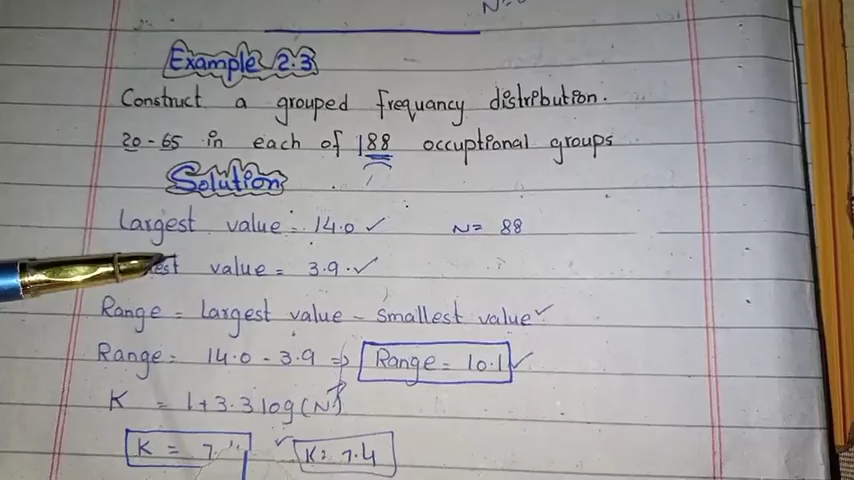 Example 2.3
Construct a grouped frequancy distribution.
20-65 in each of 188 occuptional groups
Solution
Largest value = 14.0 ✓ N= 88
value = 3.9 ✓
Range = Largest value - smallest value ✓
Range = 14.0 - 3.9 ⇒ Range = 10.1 ✓
K = 1+3.3 log(N)
K = 7 ✓ K = 7.4